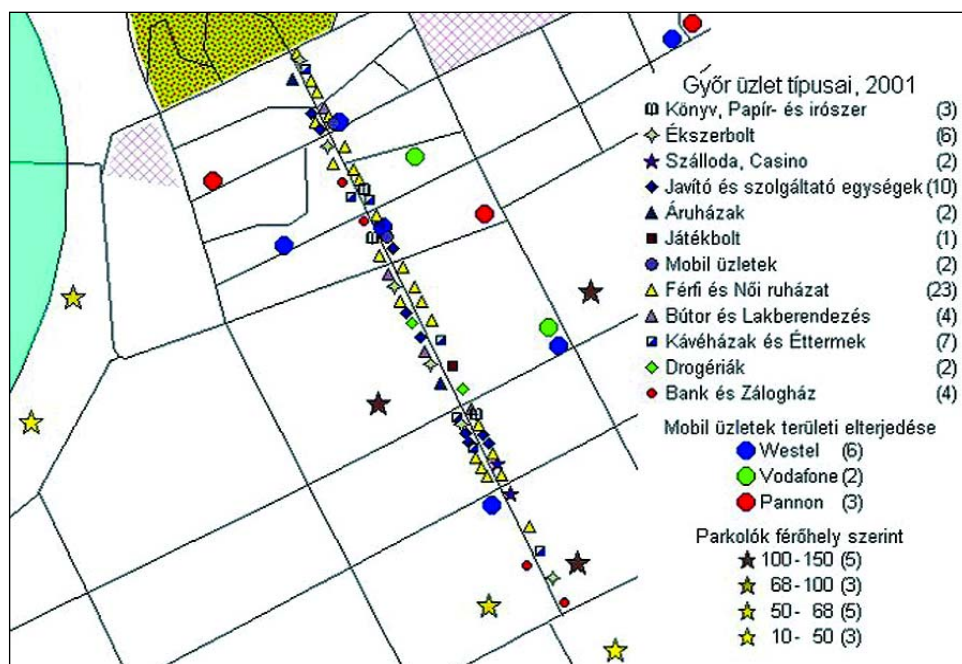 Győr üzlet típusai, 2001
Könyv, Papír- és irószer (3)
Ékszerbolt (6)
Szálloda, Casino (2)
Javító és szolgáltató egységek (10)
Áruházak (2)
Játékbolt (1)
Mobil üzletek (2)
Férfi és Női ruházat (23)
Bútor és Lakberendezés (4)
Kávéházak és Éttermek (7)
Drogériák (2)
Bank és Zálogház (4)
Mobil üzletek területi elterjedése
Westel (6)
Vodafone (2)
Pannon (3)
Parkolók férőhely szerint
100-150 (5)
68-100 (3)
50- 68 (5)
10- 50 (3)